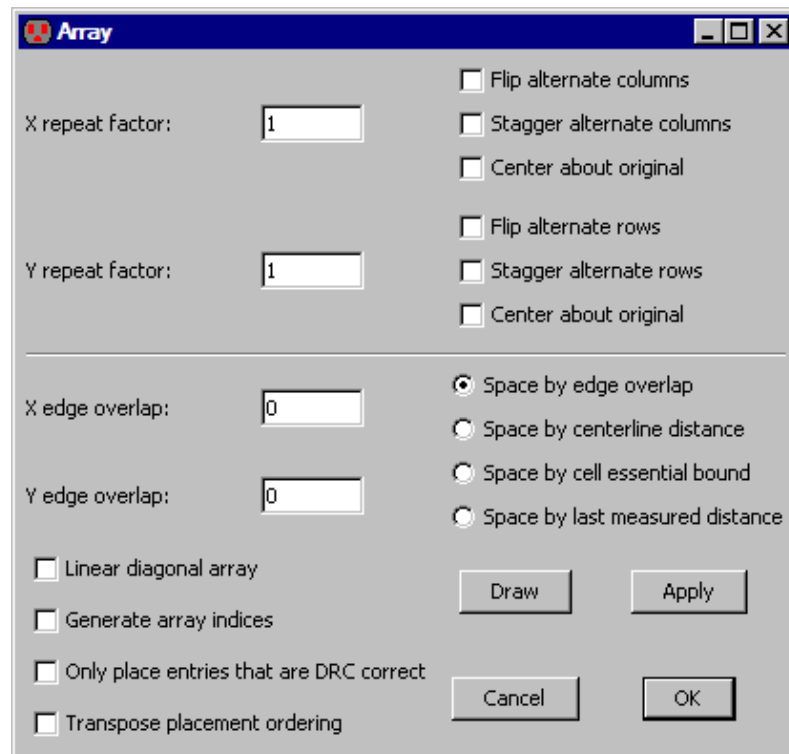 Array
Flip alternate columns
X repeat factor: 1 Stagger alternate columns
Center about original
Flip alternate rows
Y repeat factor: 1 Stagger alternate rows
Center about original
Space by edge overlap
X edge overlap: 0
Space by centerline distance
Space by cell essential bound
Y edge overlap: 0
Space by last measured distance
Linear diagonal array
Draw Apply
Generate array indices
Only place entries that are DRC correct
Cancel OK
Transpose placement ordering